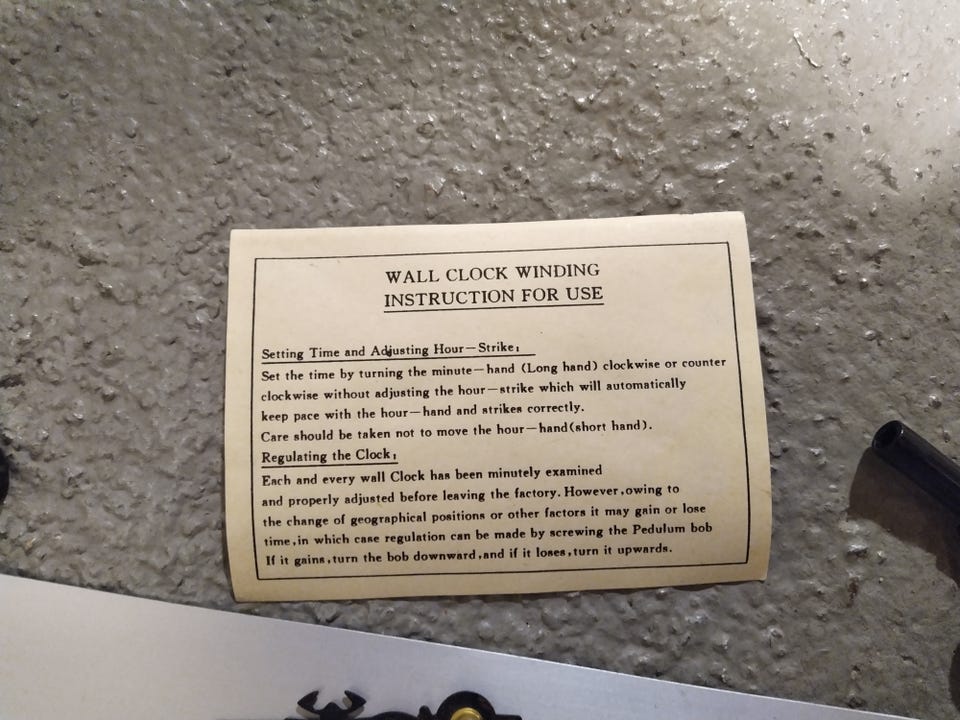 WALL CLOCK WINDING
INSTRUCTION FOR USE
Setting Time and Adjusting Hour—Strike:
Set the time by turning the minute—hand (Long hand) clockwise or counter
clockwise without adjusting the hour—strike which will automatically
keep pace with the hour—hand and strikes correctly.
Care should be taken not to move the hour—hand(short hand).
Regulating the Clock:
Each and every wall Clock has been minutely examined
and properly adjusted before leaving the factory. However,owing to
the change of geographical positions or other factors it may gain or lose
time,in which case regulation can be made by screwing the Pedulum bob
If it gains,turn the bob downward,and if it loses,turn it upwards.